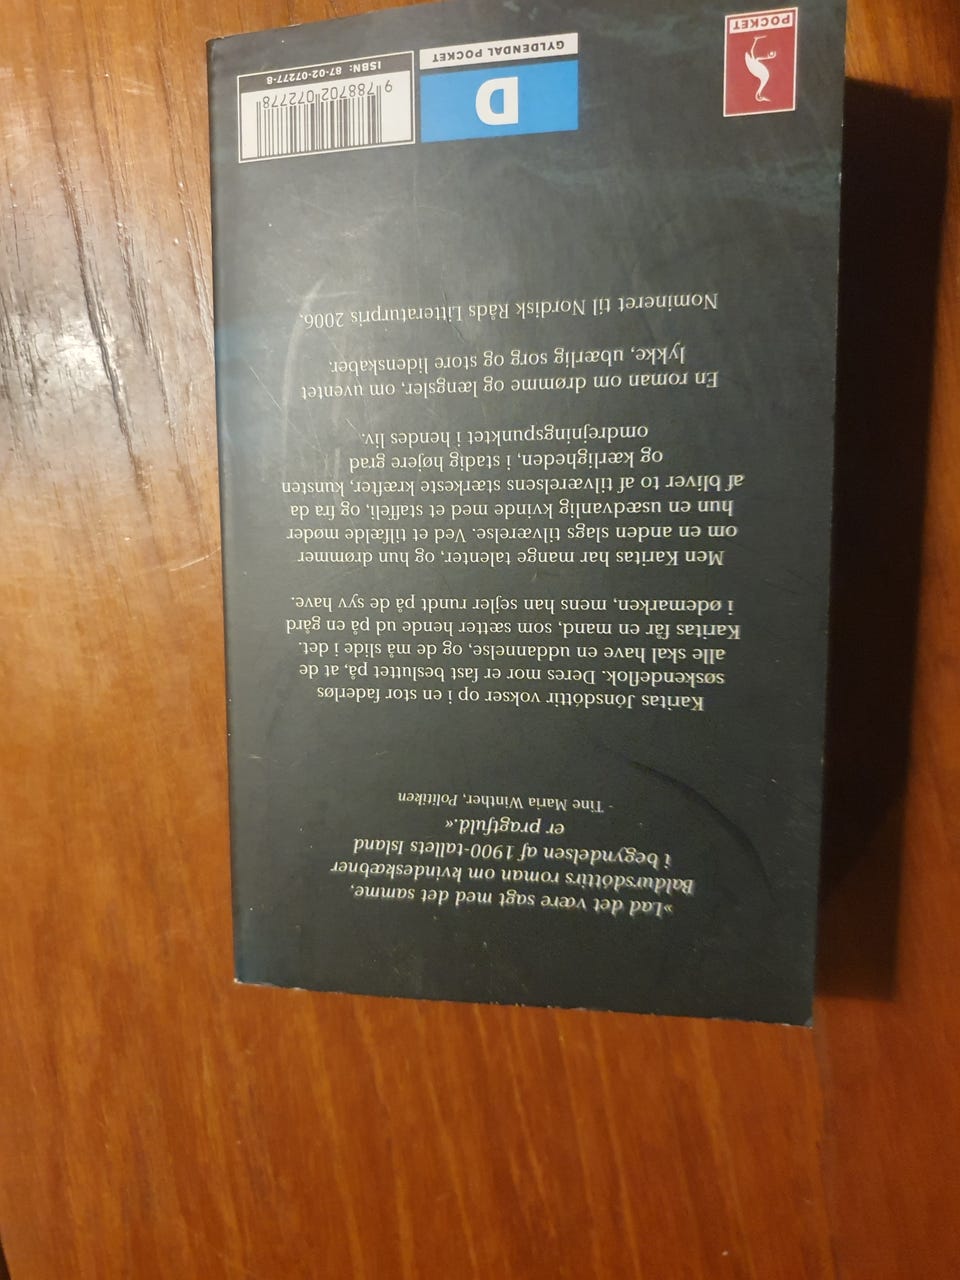 »Lad det være sagt med det samme,
Baldursdóttirs roman om kvindeskæbner
i begyndelsen af 1900-tallets Island
er pragtfuld.«
- Tine Maria Winther, Politiken
Karitas Jónsdóttir vokser op i en stor faderløs
søskendeflok. Deres mor er fast besluttet på, at de
alle skal have en uddannelse, og de må slide i det.
Karitas får en mand, som sætter hende ud på en gård
i ødemarken, mens han sejler rundt på de syv have.
Men Karitas har mange talenter, og hun drømmer
om en anden slags tilværelse. Ved et tilfælde møder
hun en usædvanlig kvinde med et staffeli, og fra da
af bliver to af tilværelsens stærkeste kræfter, kunsten
og kærligheden, i stadig højere grad
omdrejningspunktet i hendes liv.
En roman om drømme og længsler, om uventet
lykke, ubærlig sorg og store lidenskaber.
Nomineret til Nordisk Råds Litteraturpris 2006.
POCKET
D
GYLDENDAL POCKET
9 788702 072778
ISBN: 87-02-07277-8